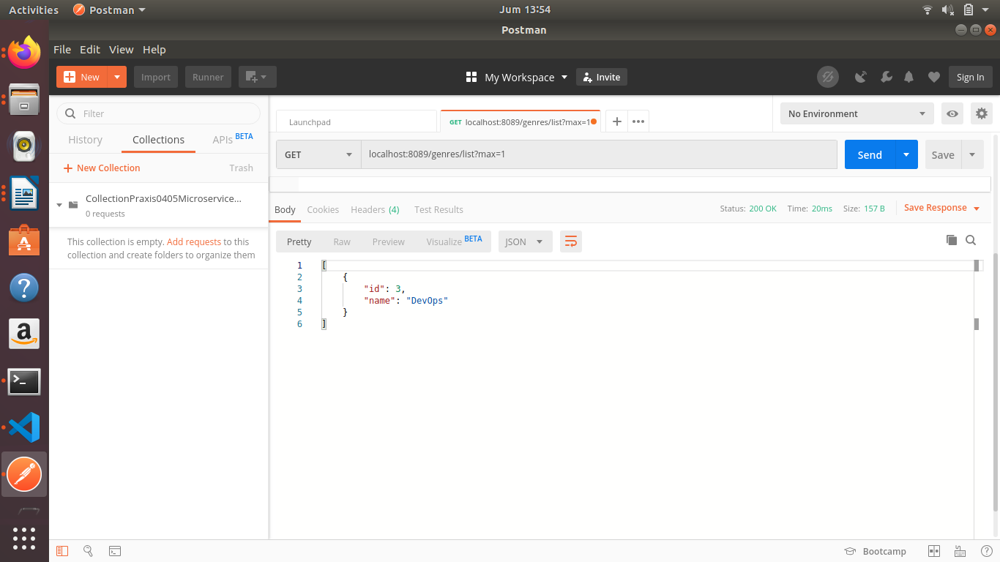 Activities Postman Jum 13:54
Postman
File Edit View Help
New Import Runner My Workspace Invite Sign In
Filter
History Collections APIs BETA
New Collection Trash
CollectionPraxis0405Microservice...
0 requests
This collection is empty. Add requests to this
collection and create folders to organize them
Launchpad GET localhost:8089/genres/list?max=1 No Environment
GET localhost:8089/genres/list?max=1 Send Save
Body Cookies Headers (4) Test Results Status: 200 OK Time: 20ms Size: 157 B Save Response
Pretty Raw Preview Visualize BETA JSON
1 [
2 {
3 "id": 3,
4 "name": "DevOps"
5 }
6 ]
Bootcamp